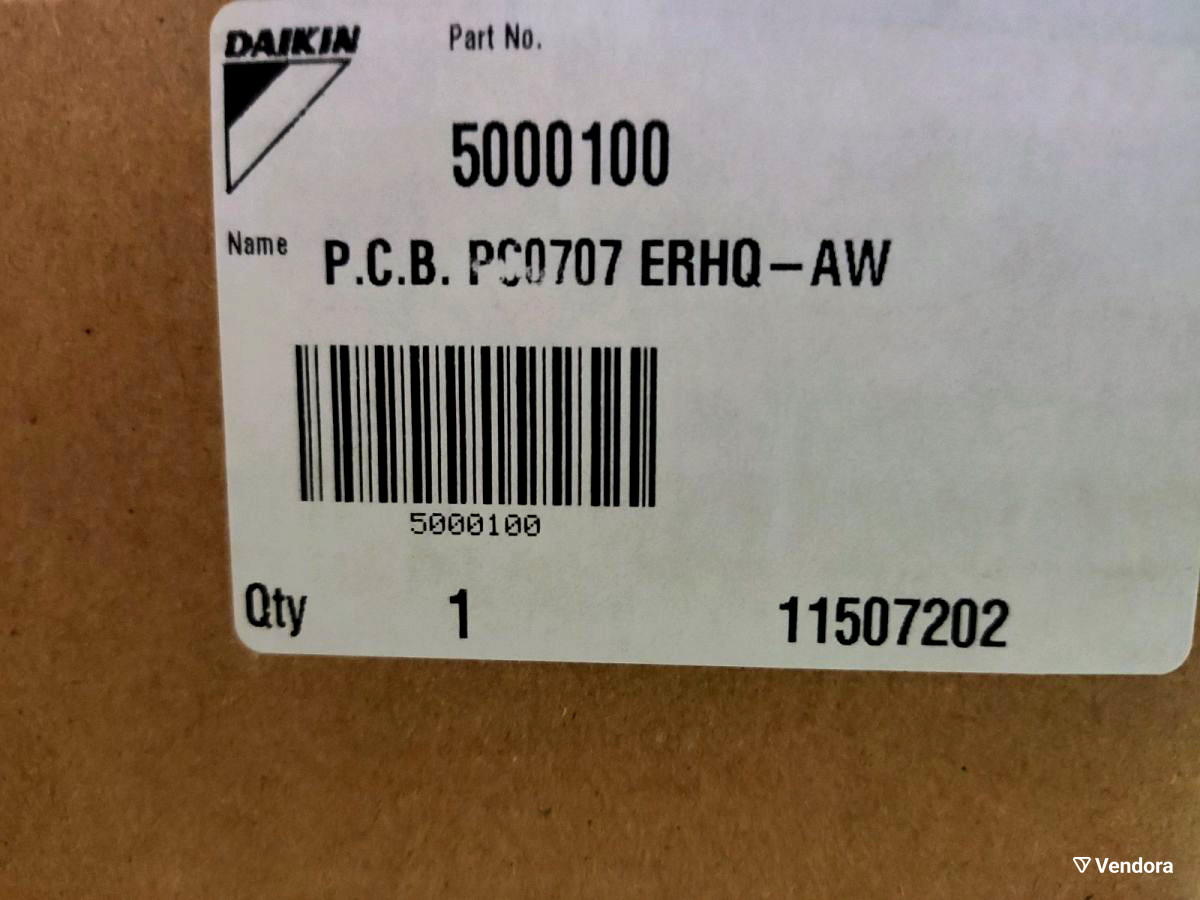 DAIKIN
Part No.
5000100
Name P.C.B. PC0707 ERHQ-AW
5000100
Qty 1 11507202
Vendora